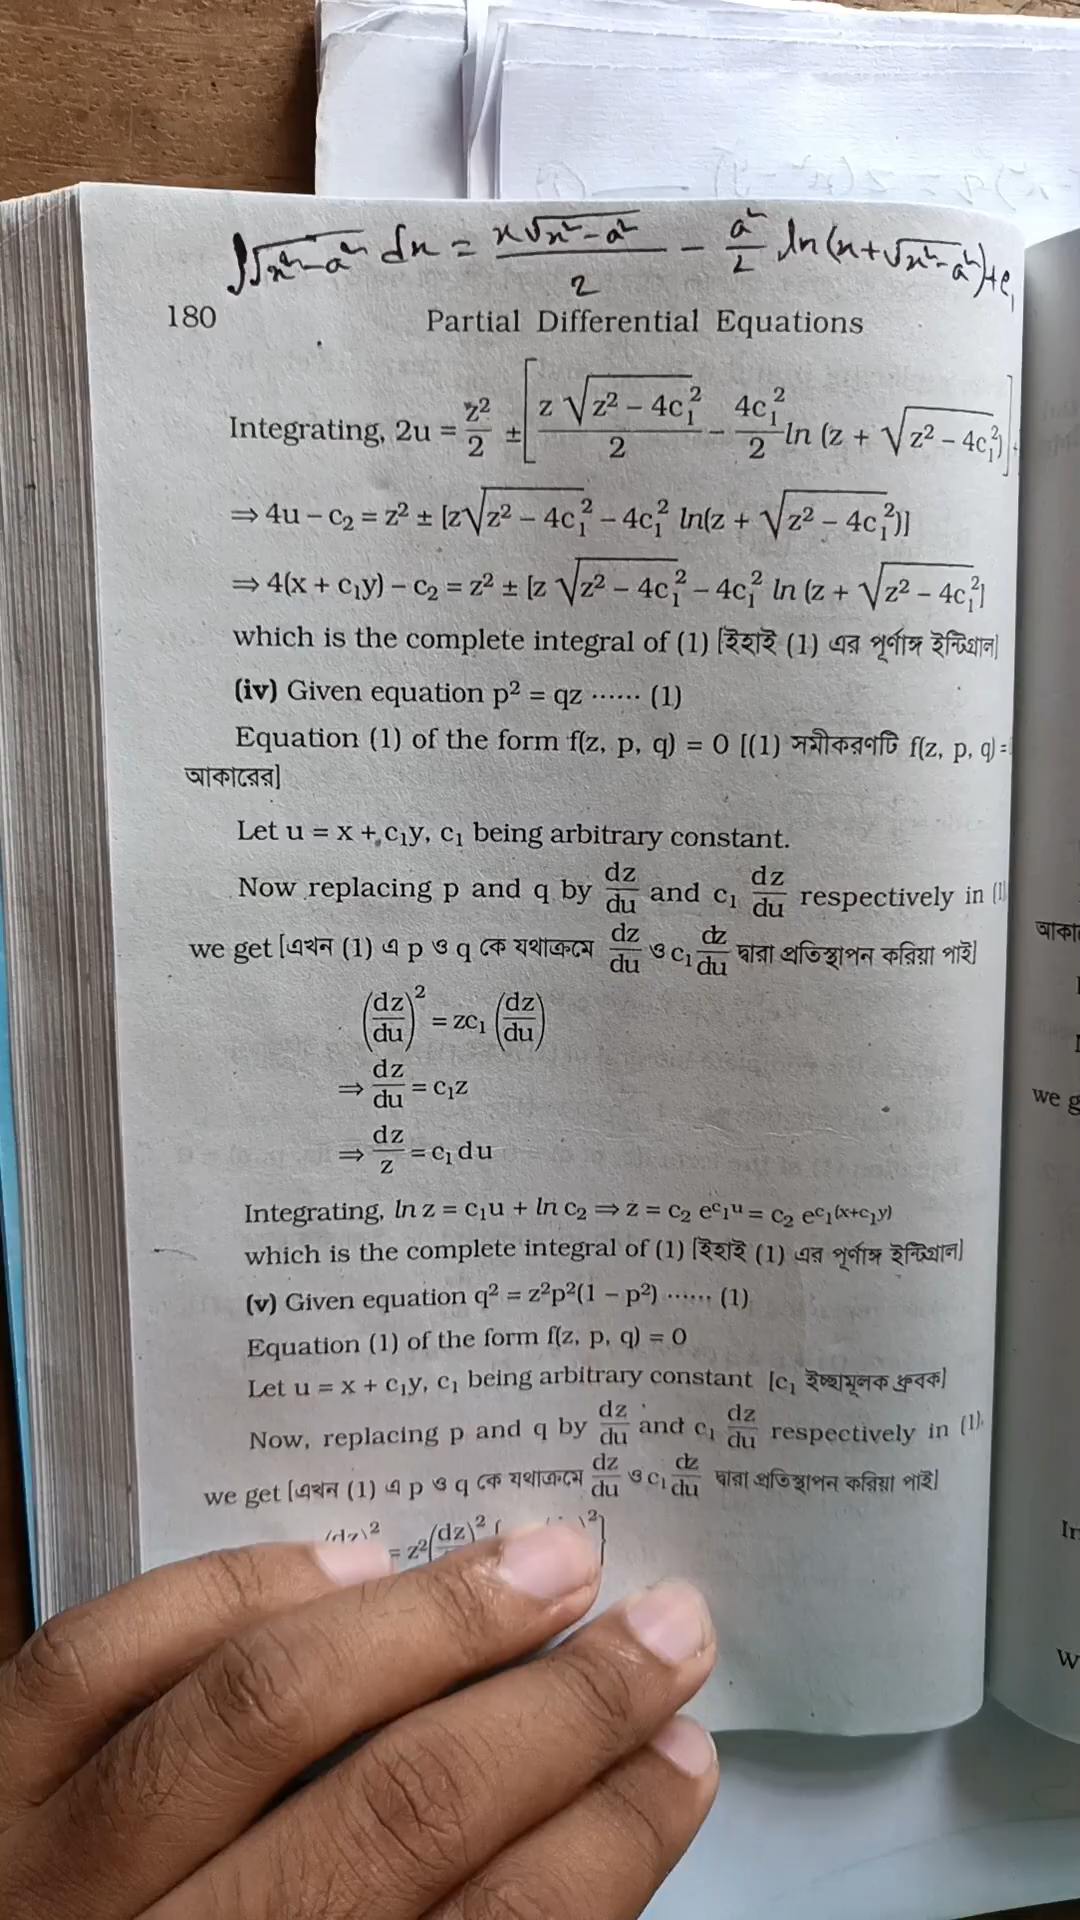 ∫√(x² − a²) dx = x√(x² − a²)/2 − a²/2 ln(x + √(x² − a²)) + c₁
180 Partial Differential Equations
Integrating, 2u = z²/2 ± [z √(z² − 4c₁²)/2 − 4c₁²/2 ln (z + √(z² − 4c₁²))]
⇒ 4u − c₂ = z² ± [z√(z² − 4c₁²) − 4c₁² ln(z + √(z² − 4c₁²))]
⇒ 4(x + c₁y) − c₂ = z² ± [z √(z² − 4c₁²) − 4c₁² ln (z + √(z² − 4c₁²)]
which is the complete integral of (1) [ইহাই (1) এর পূর্ণাঙ্গ ইন্টিগ্রাল]
(iv) Given equation p² = qz ...... (1)
Equation (1) of the form f(z, p, q) = 0 [(1) সমীকরণটি f(z, p, q) =
আকারের]
Let u = x + c₁y, c₁ being arbitrary constant.
Now replacing p and q by dz/du and c₁ dz/du respectively in (1)
we get [এখন (1) এ p ও q কে যথাক্রমে dz/du ও c₁ dz/du দ্বারা প্রতিস্থাপন করিয়া পাই]
(dz/du)² = zc₁ (dz/du)
⇒ dz/du = c₁z
⇒ dz/z = c₁ du
Integrating, ln z = c₁u + ln c₂ ⇒ z = c₂ e^(c₁u) = c₂ e^(c₁(x+c₁y))
which is the complete integral of (1) [ইহাই (1) এর পূর্ণাঙ্গ ইন্টিগ্রাল]
(v) Given equation q² = z²p²(1 − p²) ...... (1)
Equation (1) of the form f(z, p, q) = 0
Let u = x + c₁y, c₁ being arbitrary constant [c₁ ইচ্ছামূলক ধ্রুবক]
Now, replacing p and q by dz/du and c₁ dz/du respectively in (1),
we get [এখন (1) এ p ও q কে যথাক্রমে dz/du ও c₁ dz/du দ্বারা প্রতিস্থাপন করিয়া পাই]
= z²(dz
we g
In
W